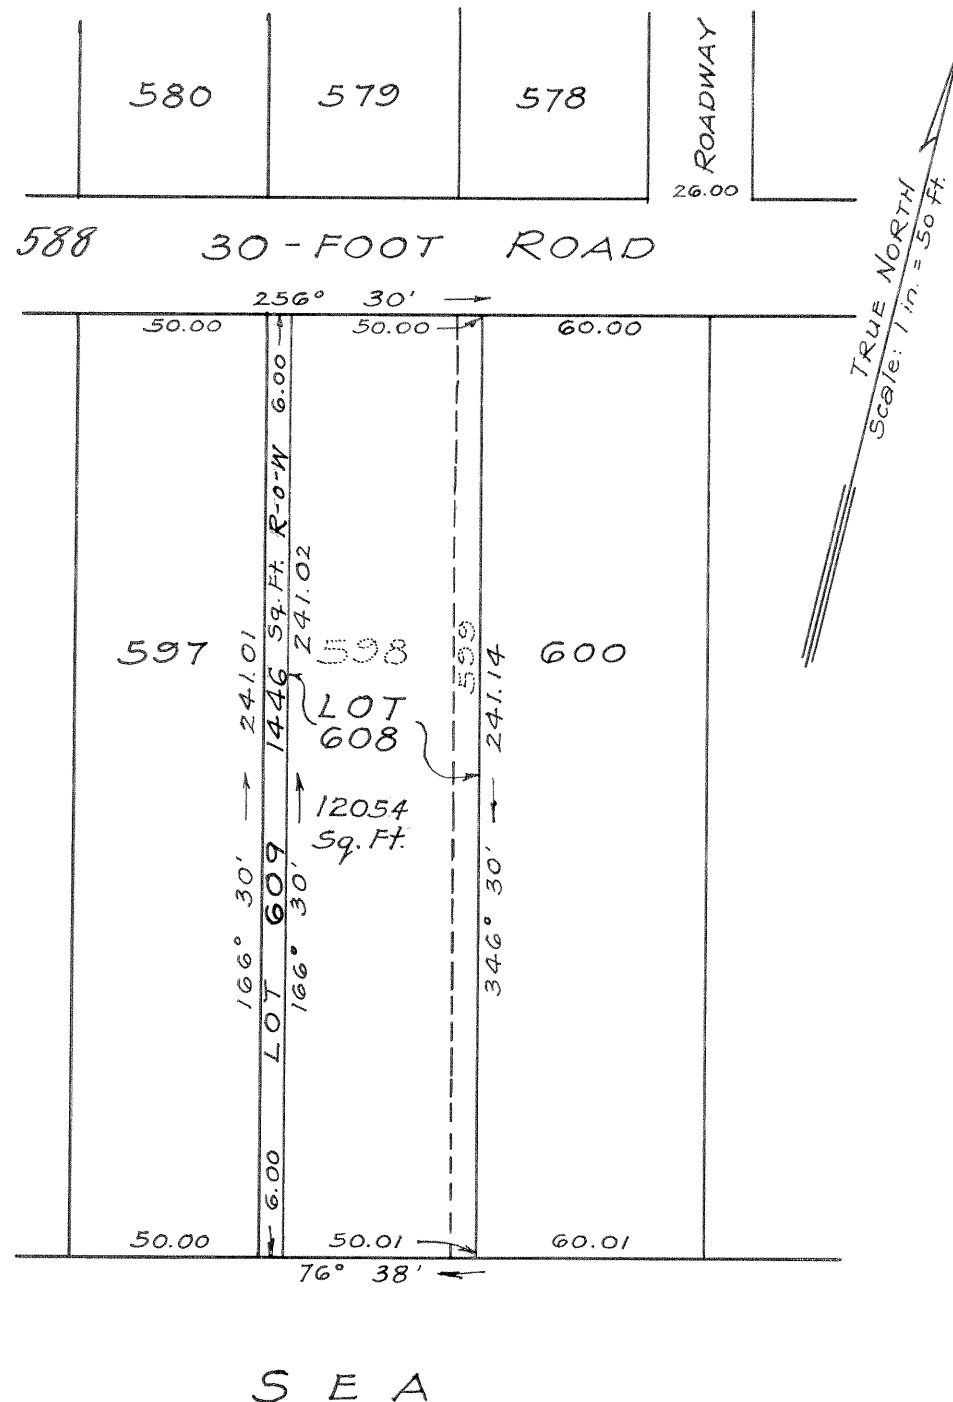 580
579
578
ROADWAY
26.00
TRUE NORTH
Scale: 1 in. = 50 ft.
588
30-FOOT ROAD
256° 30'
50.00
50.00
60.00
6.00
R-O-W
1446 Sq. Ft.
241.02
241.01
597
598
599
600
LOT
608
241.14
12054
Sq. Ft.
LOT 609
166° 30'
166° 30'
346° 30'
6.00
50.00
50.01
60.01
76° 38'
SEA